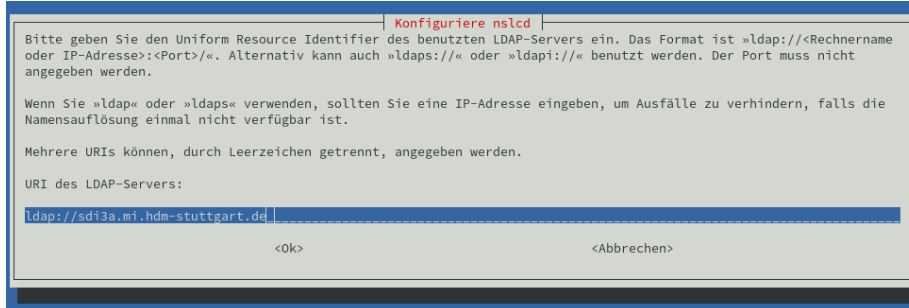 Konfiguriere nslcd
Bitte geben Sie den Uniform Resource Identifier des benutzten LDAP-Servers ein. Das Format ist »ldap://<Rechnername
oder IP-Adresse>:<Port>/«. Alternativ kann auch »ldaps://« oder »ldapi://« benutzt werden. Der Port muss nicht
angegeben werden.
Wenn Sie »ldap« oder »ldaps« verwenden, sollten Sie eine IP-Adresse eingeben, um Ausfälle zu verhindern, falls die
Namensauflösung einmal nicht verfügbar ist.
Mehrere URIs können, durch Leerzeichen getrennt, angegeben werden.
URI des LDAP-Servers:
ldap://sdi3a.mi.hdm-stuttgart.de
<Ok> <Abbrechen>